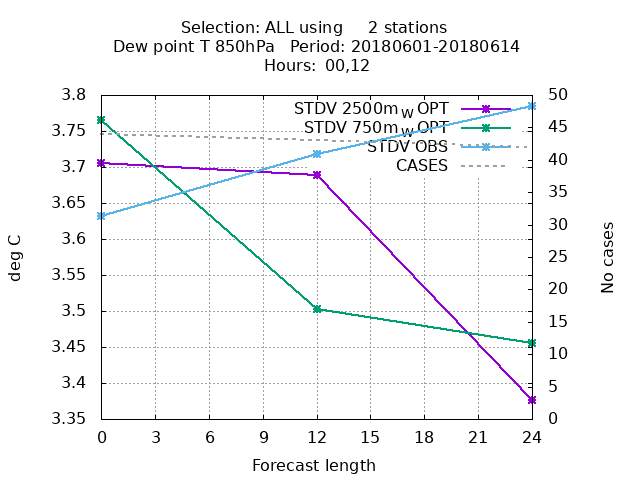 Selection: ALL using     2 stations
Dew point T 850hPa   Period: 20180601-20180614
Hours: 00,12
STDV 2500m_W OPT
STDV 750m_W OPT
STDV OBS
CASES
3.8
3.75
3.7
3.65
3.6
3.55
3.5
3.45
3.4
3.35
deg C
50
45
40
35
30
25
20
15
10
5
0
No cases
0 3 6 9 12 15 18 21 24
Forecast length